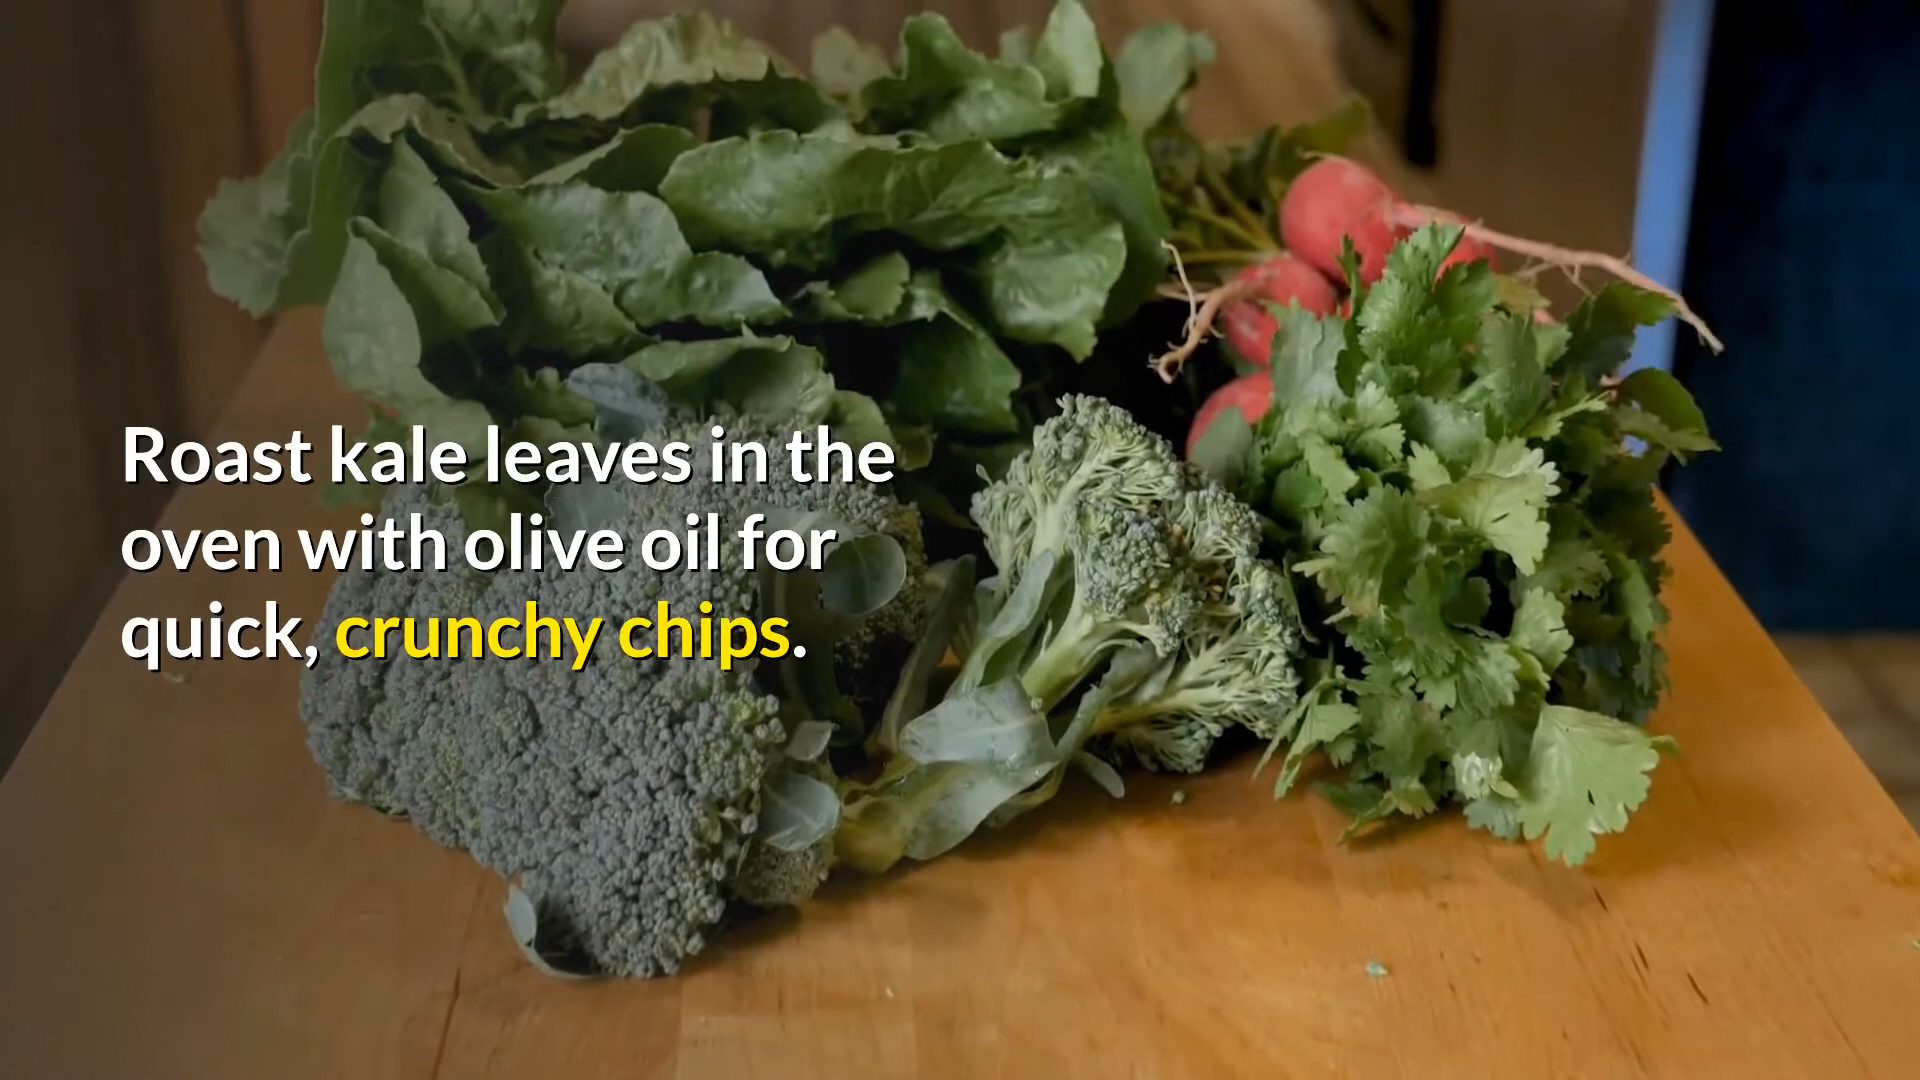 Roast kale leaves in the
oven with olive oil for
quick, crunchy chips.